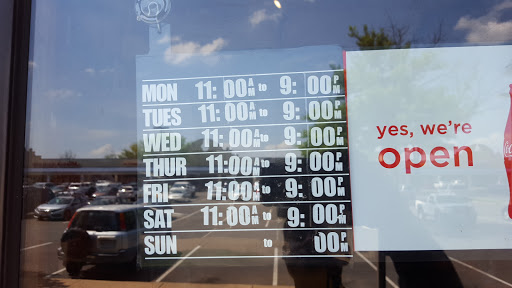 MON 11:00AM to 9:00PM
TUES 11:00AM to 9:00PM
WED 11:00AM to 9:00PM
THUR 11:00AM to 9:00PM
FRI 11:00AM to 9:00PM
SAT 11:00AM to 9:00PM
SUN to 00PM
yes, we're
open